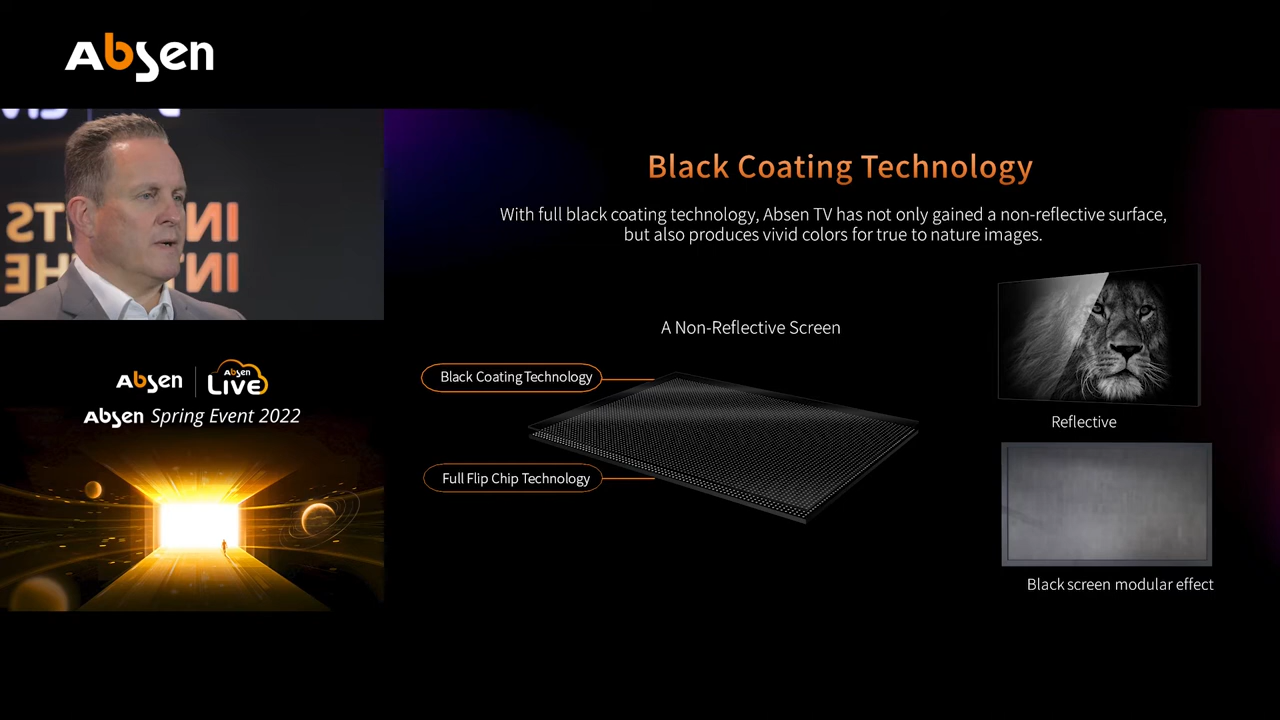 Absen
Black Coating Technology
With full black coating technology, Absen TV has not only gained a non-reflective surface,
but also produces vivid colors for true to nature images.
A Non-Reflective Screen
Black Coating Technology
Full Flip Chip Technology
Reflective
Black screen modular effect
Absen
Absen
LIVE
Absen Spring Event 2022